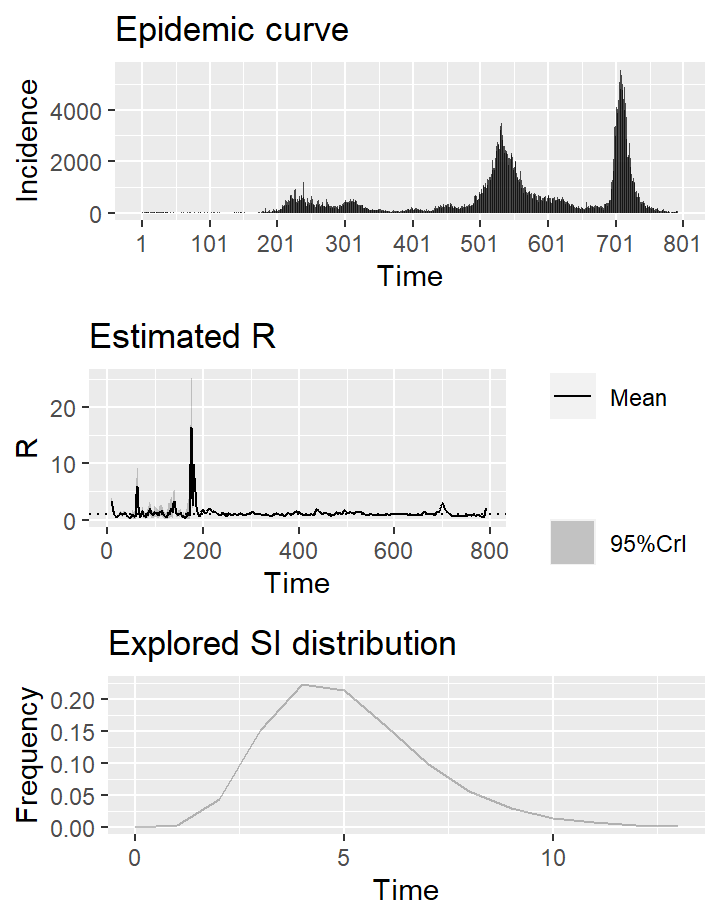 Epidemic curve
Incidence
4000
2000
0
1 101 201 301 401 501 601 701 801
Time
Estimated R
R
20
10
0
0 200 400 600 800
Time
Mean
95%CrI
Explored SI distribution
Frequency
0.20
0.15
0.10
0.05
0.00
0 5 10
Time